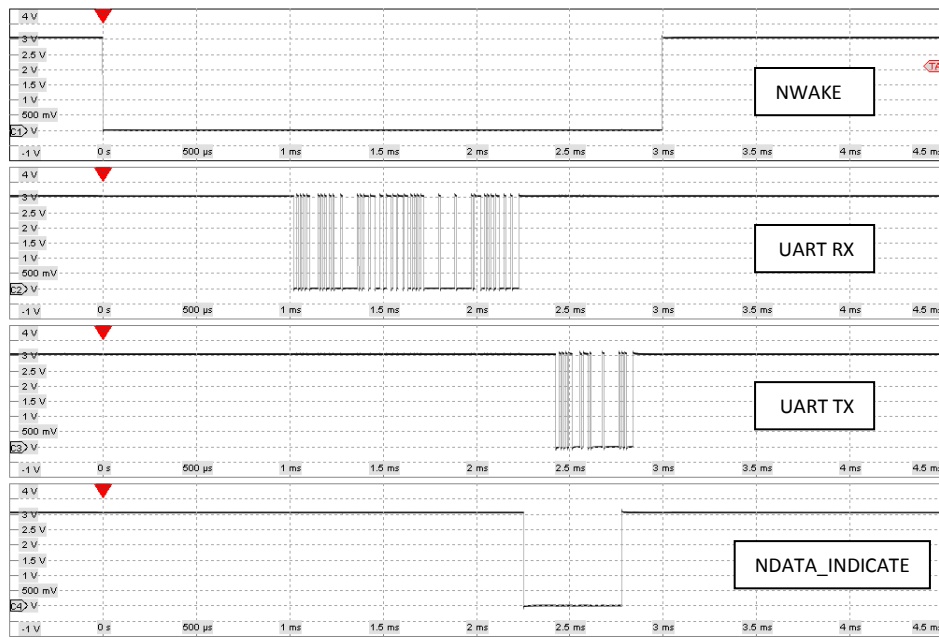 4 V
3 V
2.5 V
2 V
1.5 V
1 V
500 mV
C1 V
-1 V
0 s 500 µs 1 ms 1.5 ms 2 ms 2.5 ms 3 ms 3.5 ms 4 ms 4.5 ms
TA
NWAKE
4 V
3 V
2.5 V
2 V
1.5 V
1 V
500 mV
C2 V
-1 V
0 s 500 µs 1 ms 1.5 ms 2 ms 2.5 ms 3 ms 3.5 ms 4 ms 4.5 ms
UART RX
4 V
3 V
2.5 V
2 V
1.5 V
1 V
500 mV
C3 V
-1 V
0 s 500 µs 1 ms 1.5 ms 2 ms 2.5 ms 3 ms 3.5 ms 4 ms 4.5 ms
UART TX
4 V
3 V
2.5 V
2 V
1.5 V
1 V
500 mV
C4 V
-1 V
0 s 500 µs 1 ms 1.5 ms 2 ms 2.5 ms 3 ms 3.5 ms 4 ms 4.5 ms
NDATA_INDICATE